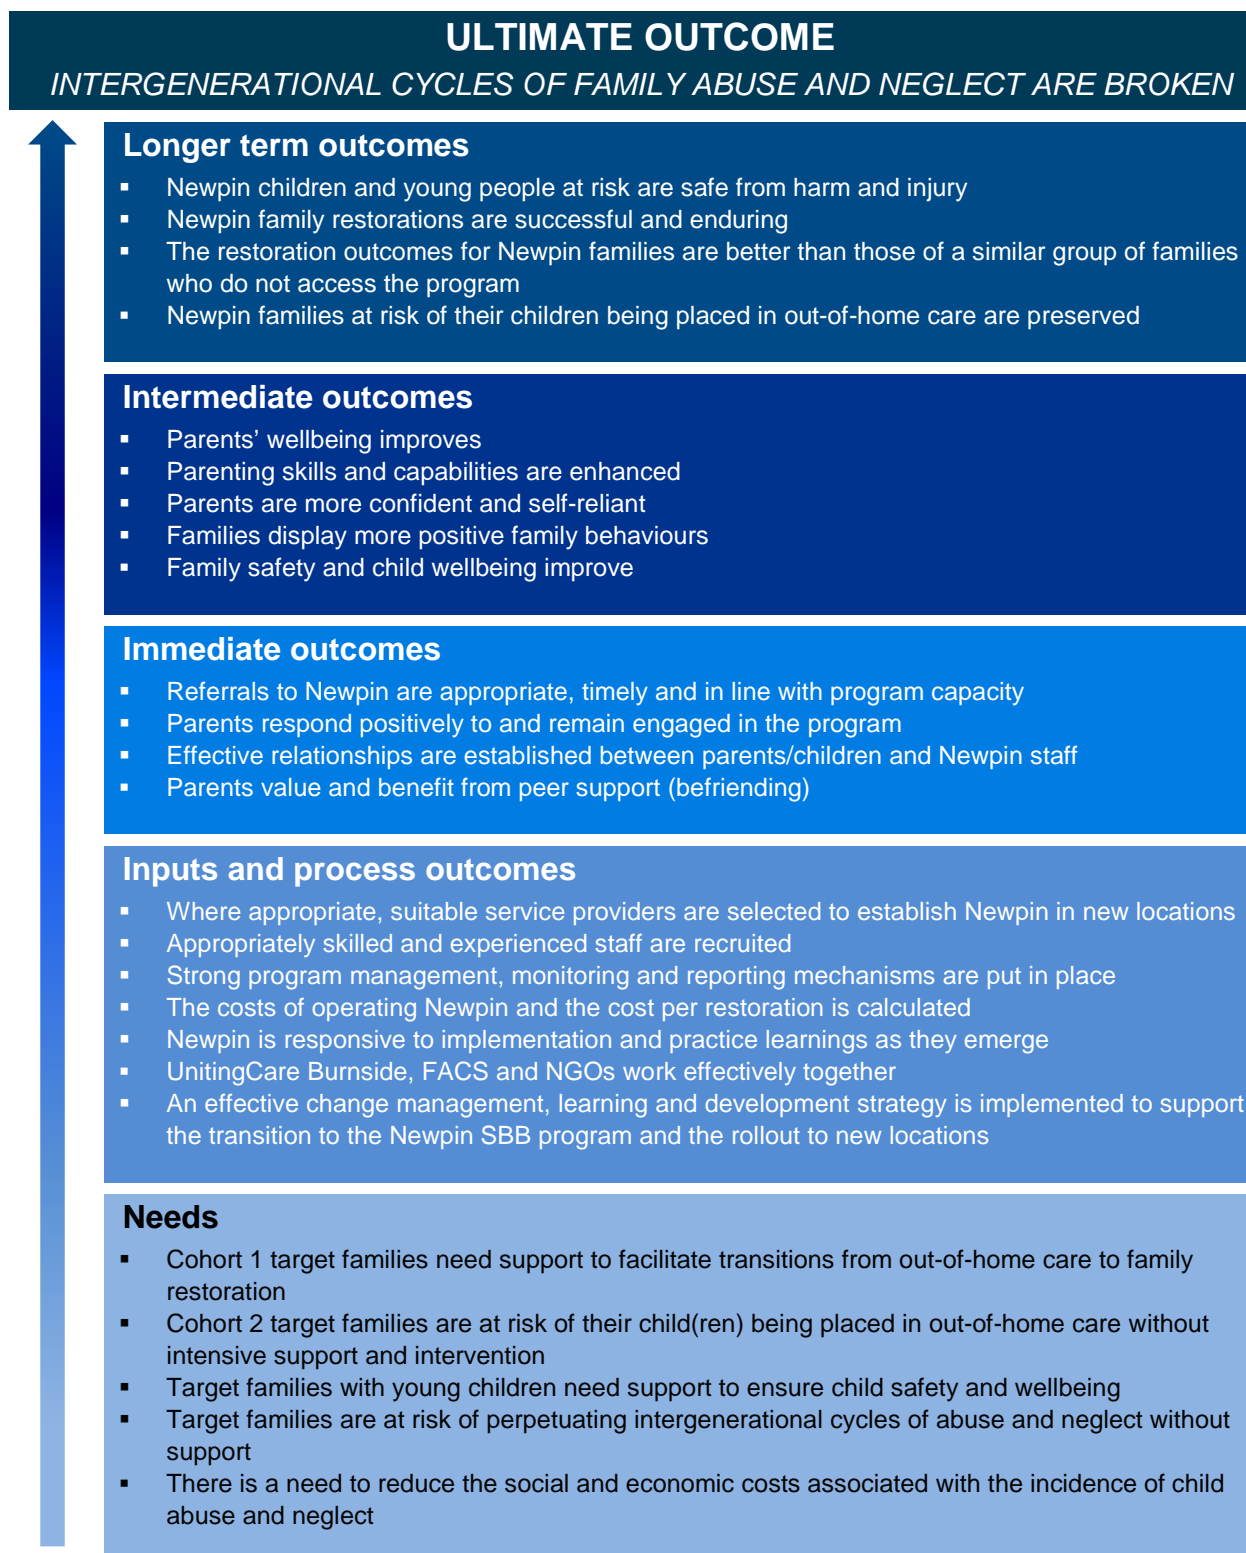 ULTIMATE OUTCOME
INTERGENERATIONAL CYCLES OF FAMILY ABUSE AND NEGLECT ARE BROKEN
Longer term outcomes
▪ Newpin children and young people at risk are safe from harm and injury
▪ Newpin family restorations are successful and enduring
▪ The restoration outcomes for Newpin families are better than those of a similar group of families
who do not access the program
▪ Newpin families at risk of their children being placed in out-of-home care are preserved
Intermediate outcomes
▪ Parents’ wellbeing improves
▪ Parenting skills and capabilities are enhanced
▪ Parents are more confident and self-reliant
▪ Families display more positive family behaviours
▪ Family safety and child wellbeing improve
Immediate outcomes
▪ Referrals to Newpin are appropriate, timely and in line with program capacity
▪ Parents respond positively to and remain engaged in the program
▪ Effective relationships are established between parents/children and Newpin staff
▪ Parents value and benefit from peer support (befriending)
Inputs and process outcomes
▪ Where appropriate, suitable service providers are selected to establish Newpin in new locations
▪ Appropriately skilled and experienced staff are recruited
▪ Strong program management, monitoring and reporting mechanisms are put in place
▪ The costs of operating Newpin and the cost per restoration is calculated
▪ Newpin is responsive to implementation and practice learnings as they emerge
▪ UnitingCare Burnside, FACS and NGOs work effectively together
▪ An effective change management, learning and development strategy is implemented to support
the transition to the Newpin SBB program and the rollout to new locations
Needs
▪ Cohort 1 target families need support to facilitate transitions from out-of-home care to family
restoration
▪ Cohort 2 target families are at risk of their child(ren) being placed in out-of-home care without
intensive support and intervention
▪ Target families with young children need support to ensure child safety and wellbeing
▪ Target families are at risk of perpetuating intergenerational cycles of abuse and neglect without
support
▪ There is a need to reduce the social and economic costs associated with the incidence of child
abuse and neglect